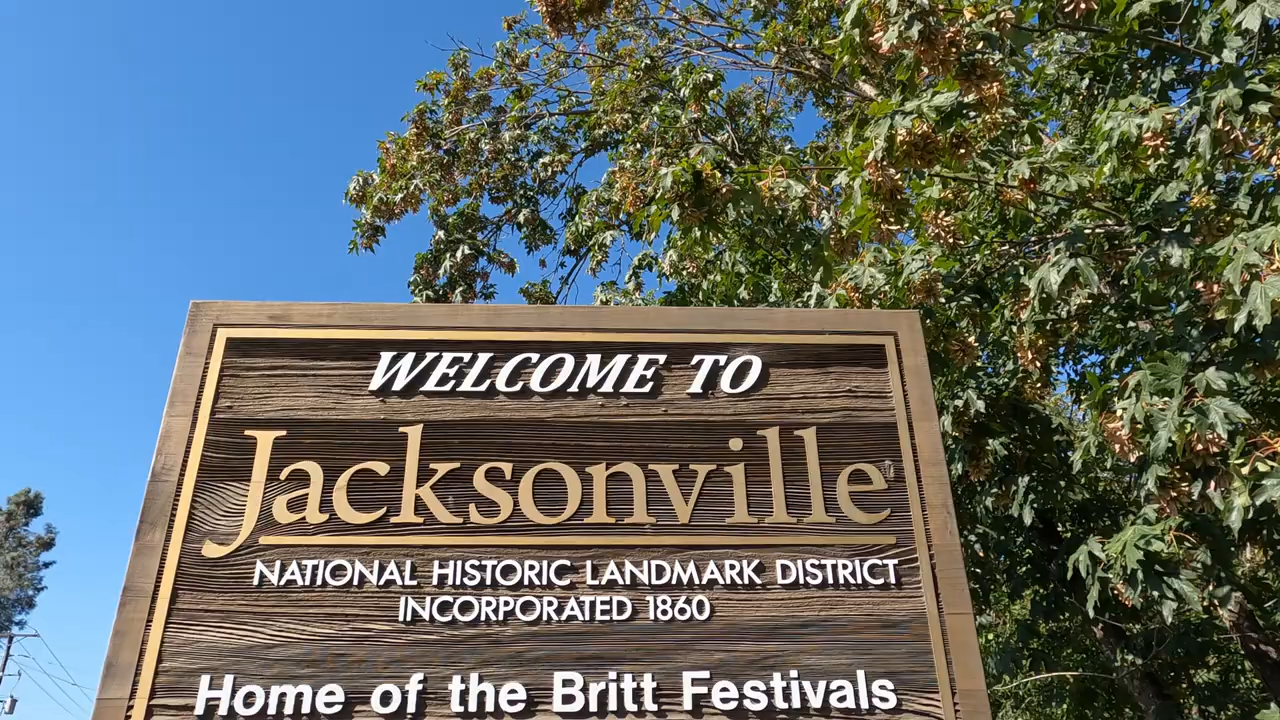 WELCOME TO
Jacksonville
NATIONAL HISTORIC LANDMARK DISTRICT
INCORPORATED 1860
Home of the Britt Festivals